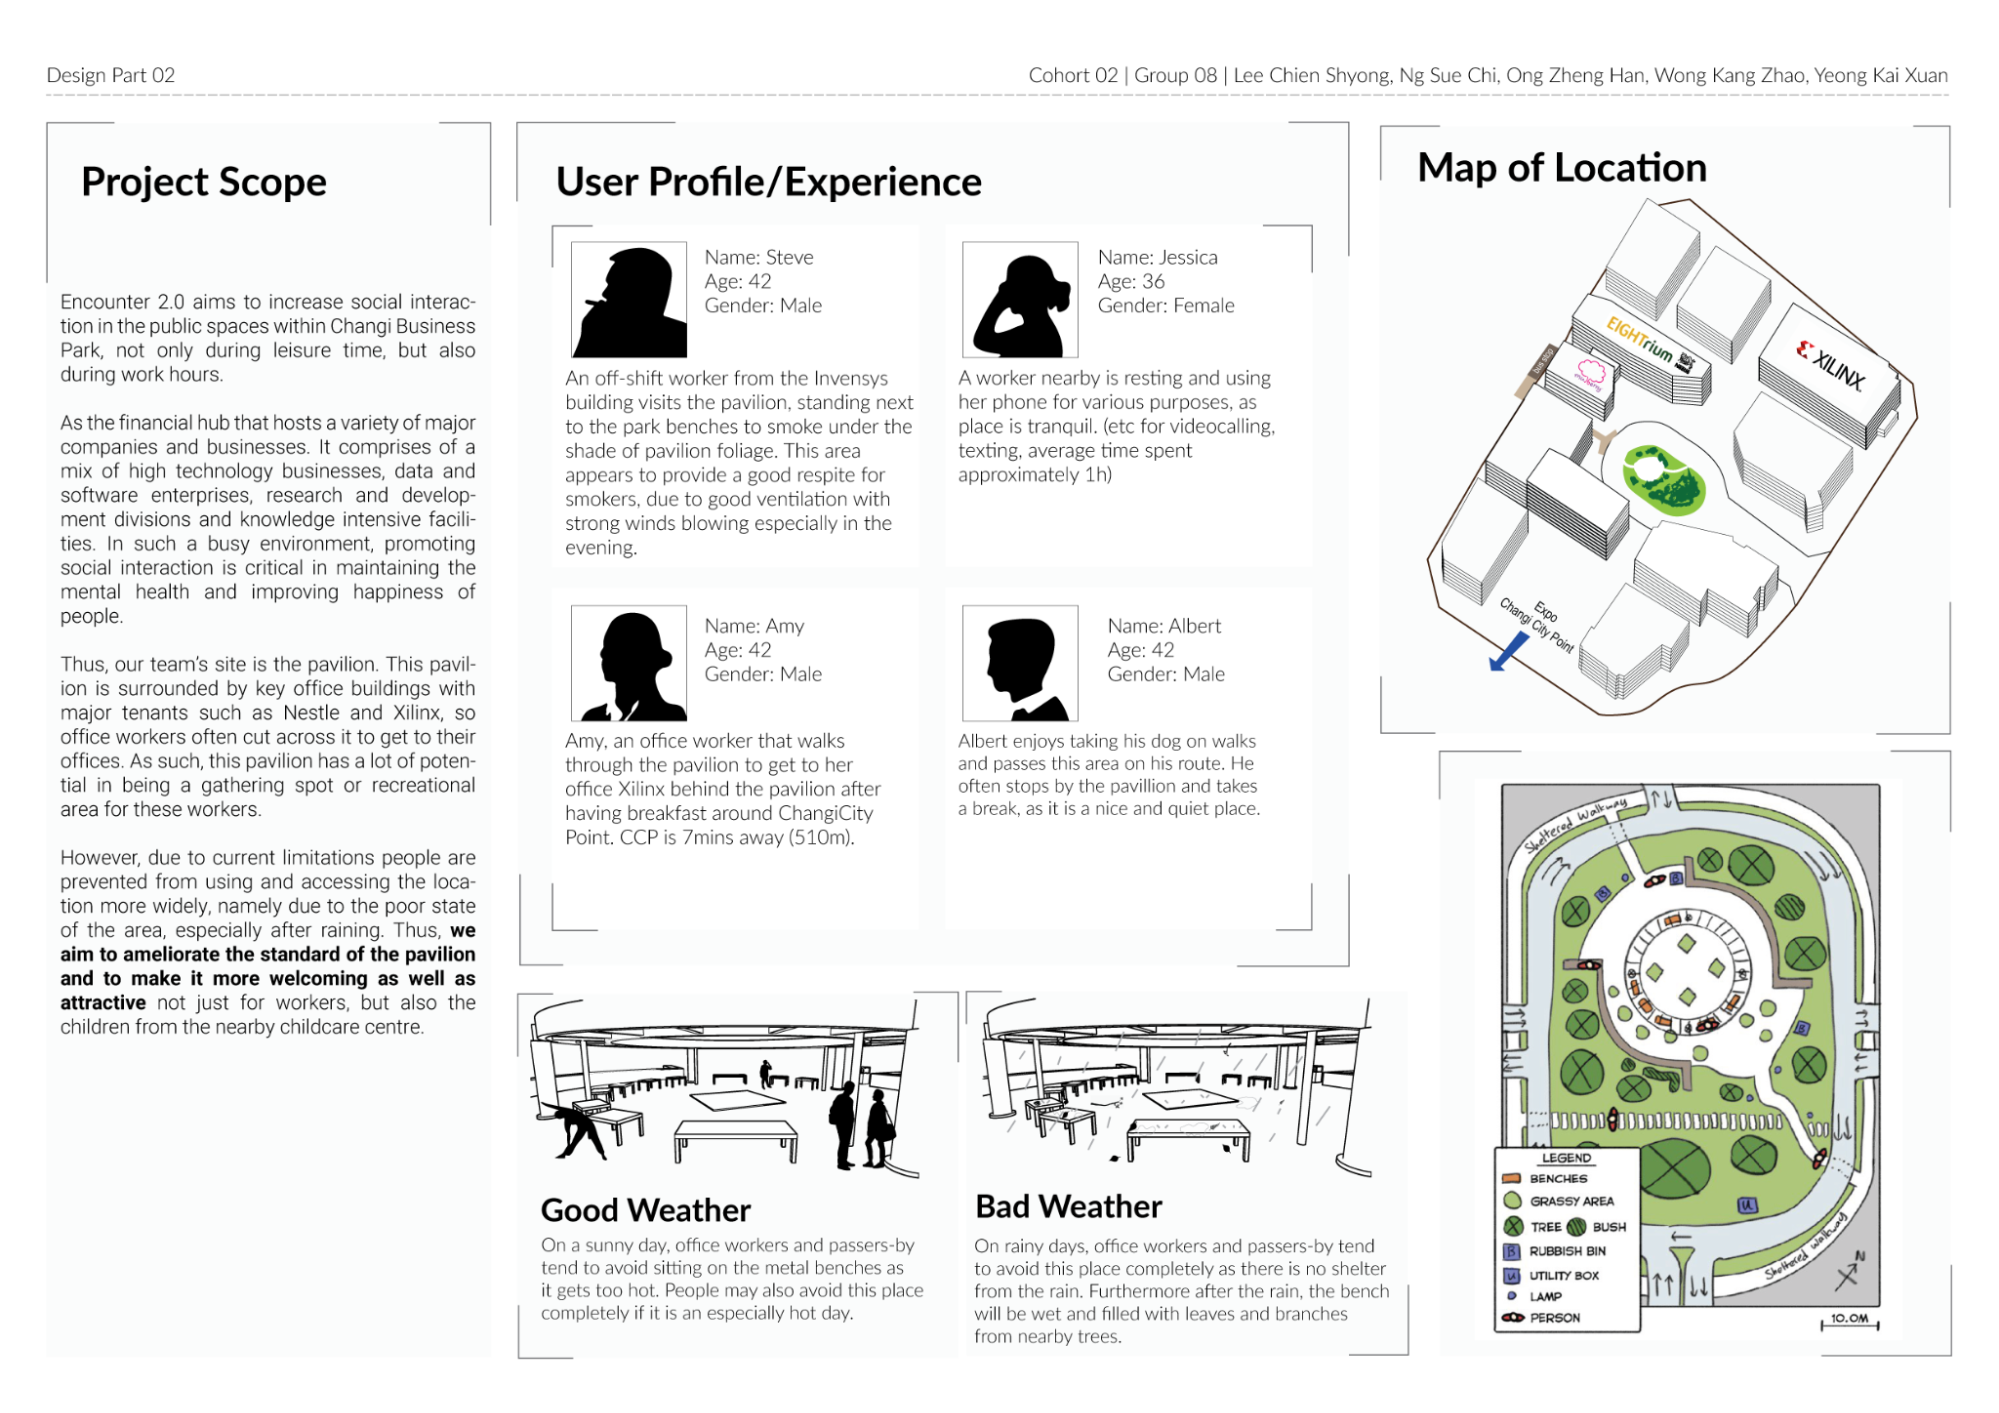 Design Part 02
Cohort 02 | Group 08 | Lee Chien Shyong, Ng Sue Chi, Ong Zheng Han, Wong Kang Zhao, Yeong Kai Xuan
Project Scope
Encounter 2.0 aims to increase social interac-
tion in the public spaces within Changi Business
Park, not only during leisure time, but also
during work hours.
As the financial hub that hosts a variety of major
companies and businesses. It comprises of a
mix of high technology businesses, data and
software enterprises, research and develop-
ment divisions and knowledge intensive facili-
ties. In such a busy environment, promoting
social interaction is critical in maintaining the
mental health and improving happiness of
people.
Thus, our team's site is the pavilion. This pavil-
ion is surrounded by key office buildings with
major tenants such as Nestle and Xilinx, so
office workers often cut across it to get to their
offices. As such, this pavilion has a lot of poten-
tial in being a gathering spot or recreational
area for these workers.
However, due to current limitations people are
prevented from using and accessing the loca-
tion more widely, namely due to the poor state
of the area, especially after raining. Thus, we
aim to ameliorate the standard of the pavilion
and to make it more welcoming as well as
attractive not just for workers, but also the
children from the nearby childcare centre.
User Profile/Experience
Name: Steve
Age: 42
Gender: Male
An off-shift worker from the Invensys
building visits the pavilion, standing next
to the park benches to smoke under the
shade of pavilion foliage. This area
appears to provide a good respite for
smokers, due to good ventilation with
strong winds blowing especially in the
evening.
Name: Jessica
Age: 36
Gender: Female
A worker nearby is resting and using
her phone for various purposes, as
place is tranquil. (etc for videocalling,
texting, average time spent
approximately 1h)
Name: Amy
Age: 42
Gender: Male
Amy, an office worker that walks
through the pavilion to get to her
office Xilinx behind the pavilion after
having breakfast around ChangiCity
Point. CCP is 7mins away (510m).
Name: Albert
Age: 42
Gender: Male
Albert enjoys taking his dog on walks
and passes this area on his route. He
often stops by the pavillion and takes
a break, as it is a nice and quiet place.
Good Weather
On a sunny day, office workers and passers-by
tend to avoid sitting on the metal benches as
it gets too hot. People may also avoid this place
completely if it is an especially hot day.
Bad Weather
On rainy days, office workers and passers-by tend
to avoid this place completely as there is no shelter
from the rain. Furthermore after the rain, the bench
will be wet and filled with leaves and branches
from nearby trees.
Map of Location
EIGHTrium
Nestlé
XILINX
bus stop
Expo
Changi City Point
Sheltered Walkway
B
B
B
U
Sheltered Walkway
N
10.0M
LEGEND
BENCHES
GRASSY AREA
TREE BUSH
B RUBBISH BIN
U UTILITY BOX
LAMP
PERSON